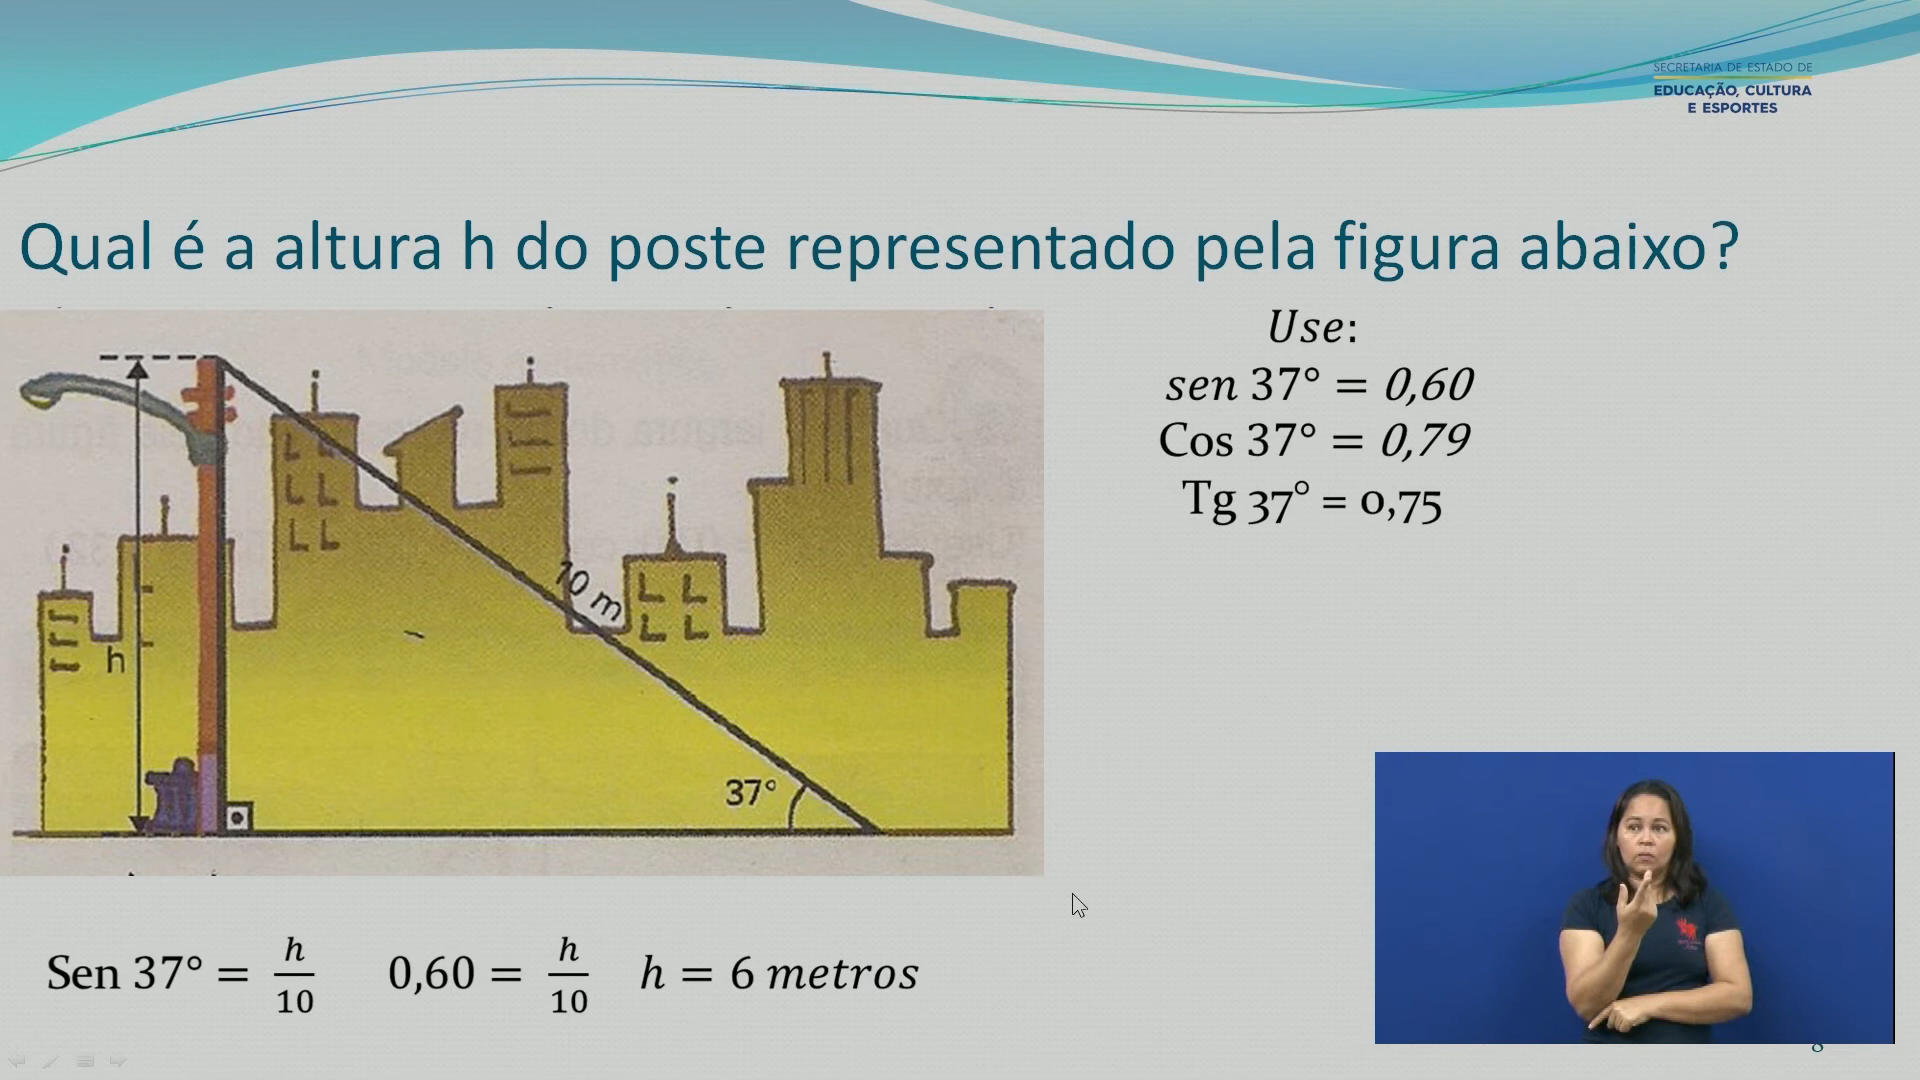 SECRETARIA DE ESTADO DE
EDUCAÇÃO, CULTURA
E ESPORTES
Qual é a altura h do poste representado pela figura abaixo?
Use:
sen 37° = 0,60
Cos 37° = 0,79
Tg 37° = 0,75
10 m
h
37°
Sen 37° = h/10 0,60 = h/10 h = 6 metros
8